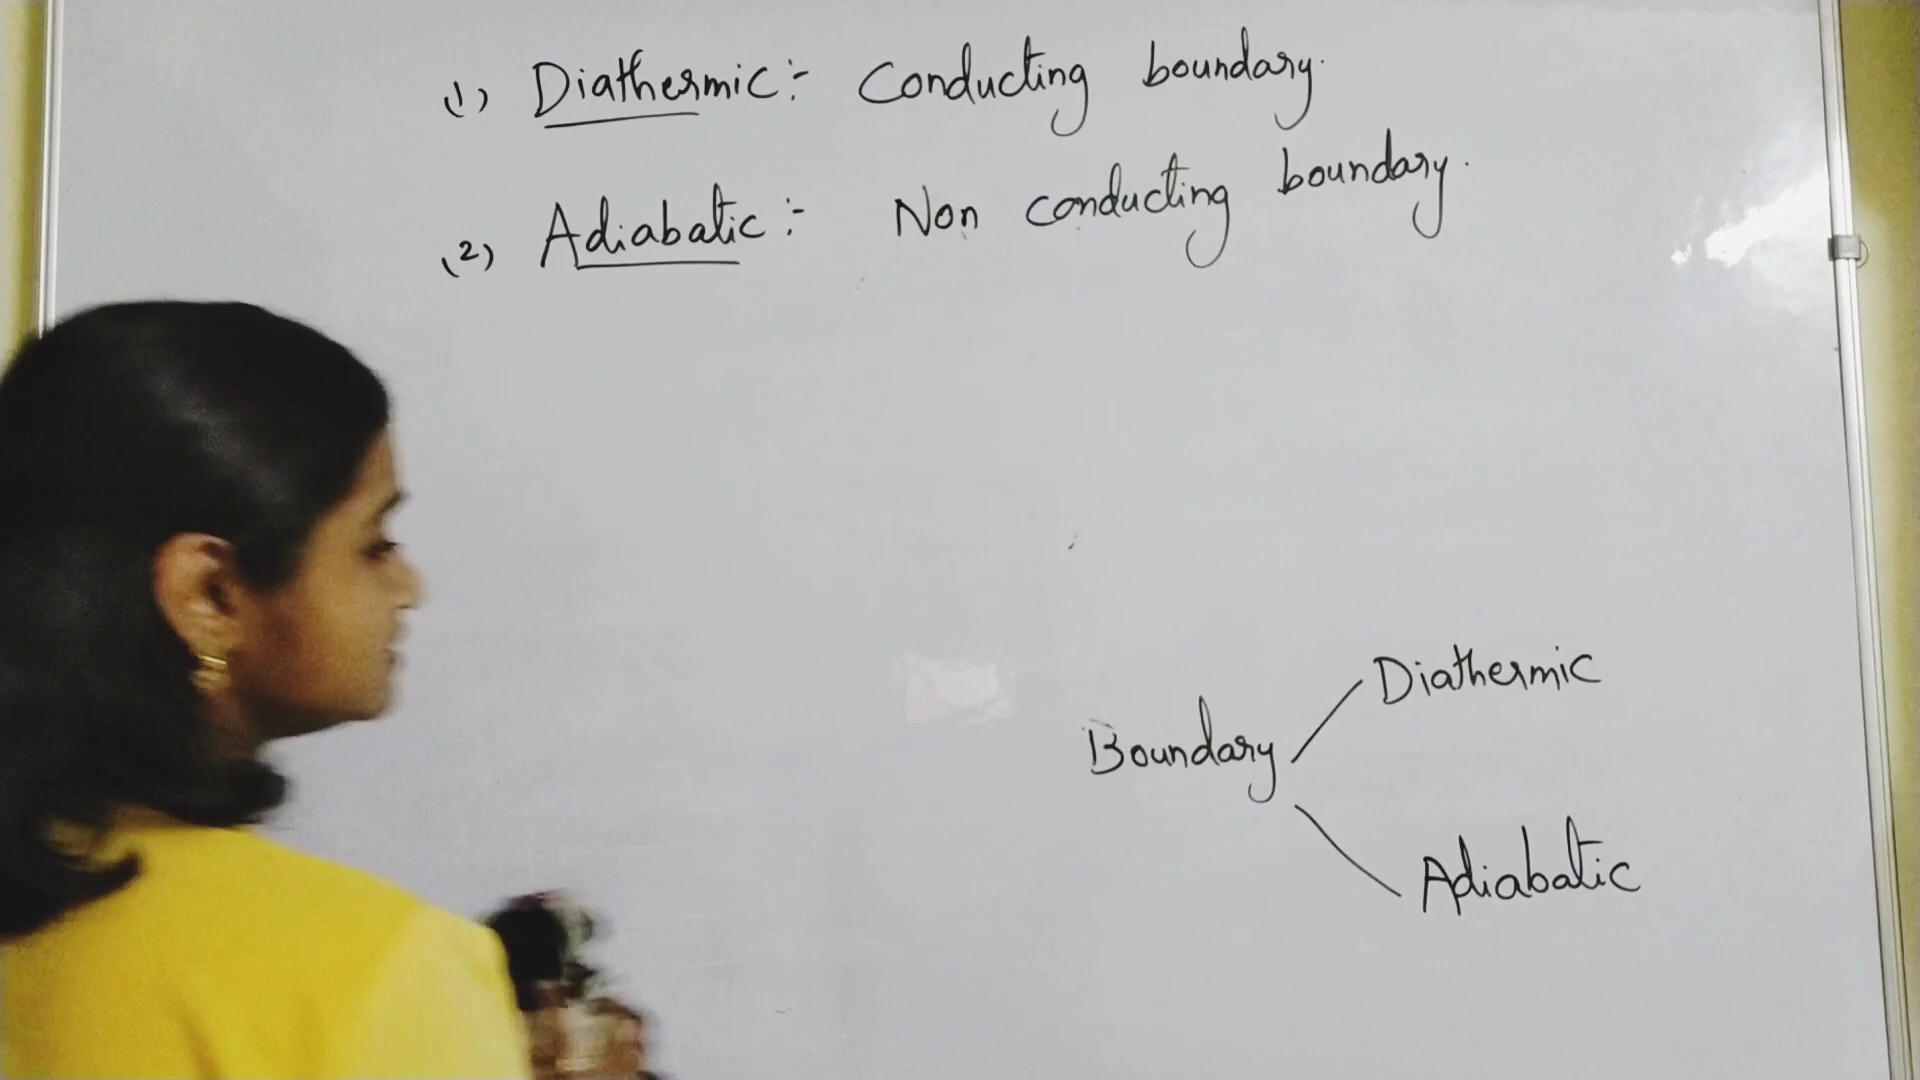 (1) Diathermic :- Conducting boundary.
(2) Adiabatic :- Non conducting boundary.
Diathermic
Boundary
Adiabatic